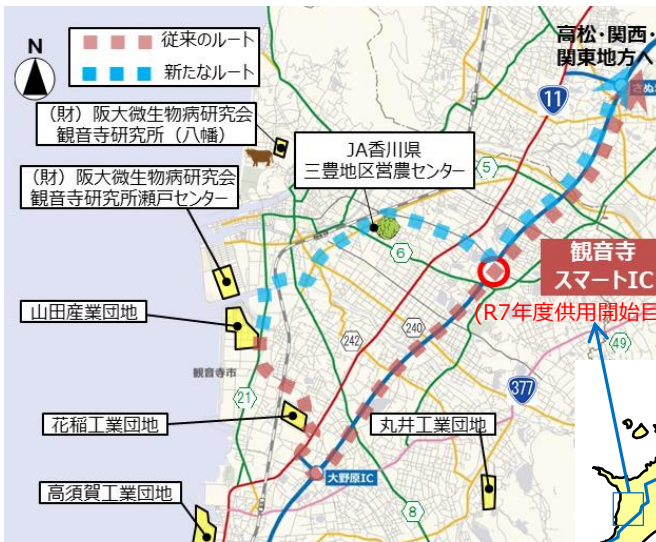 N
従来のルート
新たなルート
高松・関西・
関東地方へ
11
(財)阪大微生物病研究会
観音寺研究所(八幡)
JA香川県
三豊地区営農センター
5
(財)阪大微生物病研究会
観音寺研究所瀬戸センター
6
観音寺
スマートIC
(R7年度供用開始目
山田産業団地
240
242
49
観音寺市
377
21
花稲工業団地
丸井工業団地
大野原IC
高須賀工業団地
8